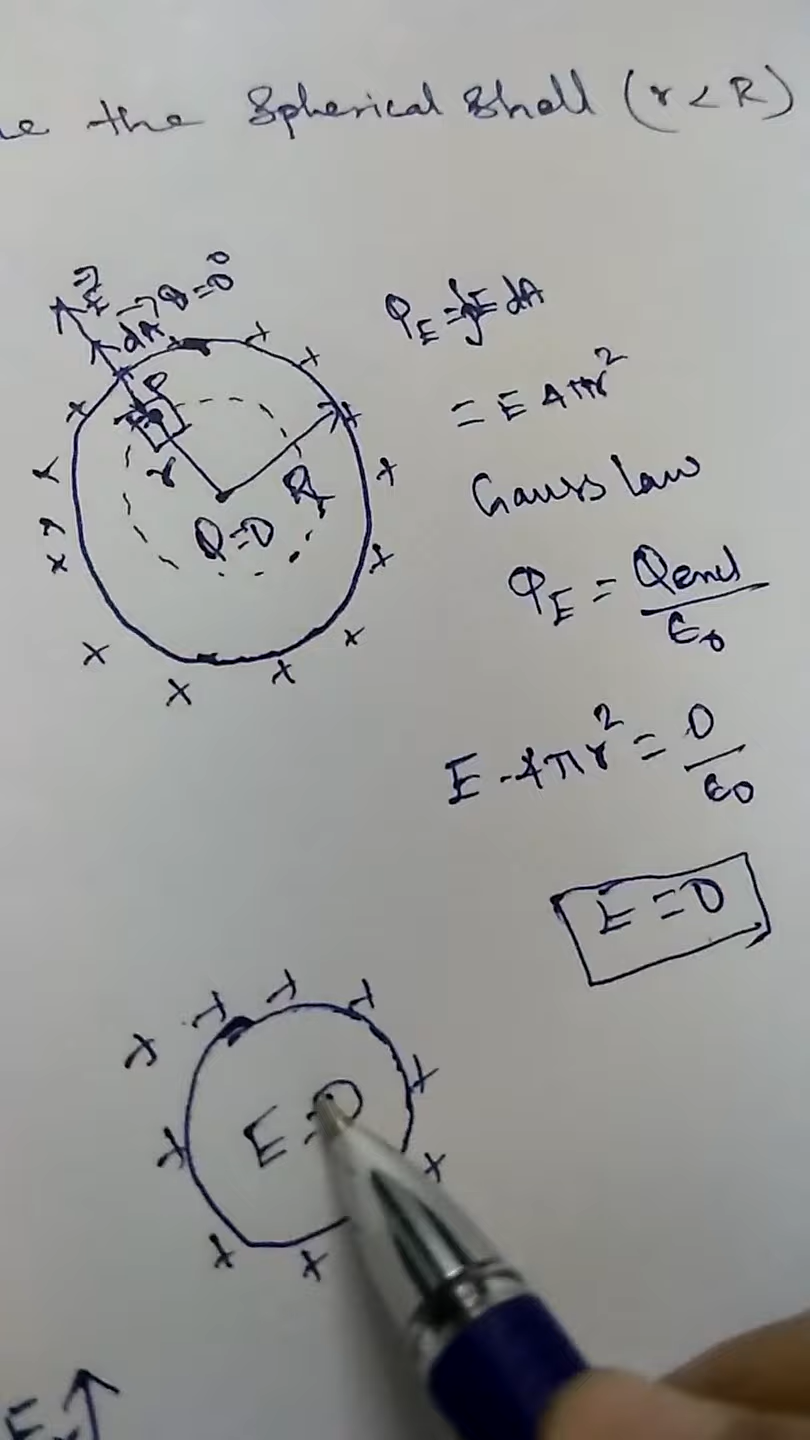 the Spherical Shell (r < R)
E → θ=0°
dA
P
r
R
Q=0
φE = ∮E dA
= E 4πr²
Gauss law
φE = Qencl / ε0
E · 4πr² = 0 / ε0
E = 0
E = 0
E